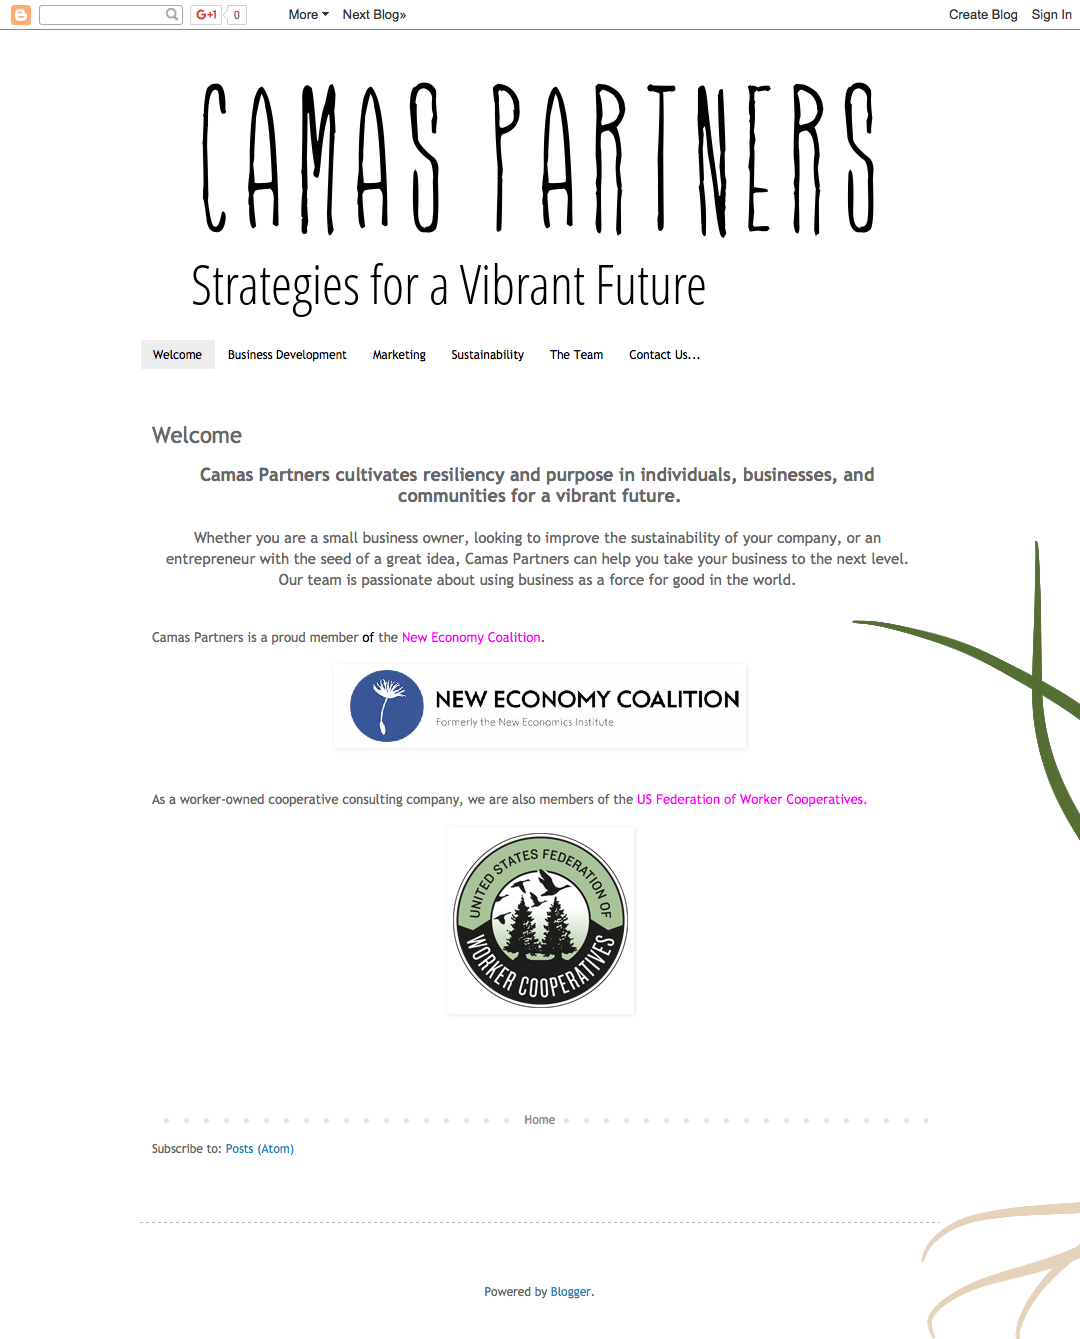 G+1 0 More Next Blog» Create Blog Sign In
CAMAS PARTNERS
Strategies for a Vibrant Future
Welcome Business Development Marketing Sustainability The Team Contact Us...
Welcome
Camas Partners cultivates resiliency and purpose in individuals, businesses, and
communities for a vibrant future.
Whether you are a small business owner, looking to improve the sustainability of your company, or an
entrepreneur with the seed of a great idea, Camas Partners can help you take your business to the next level.
Our team is passionate about using business as a force for good in the world.
Camas Partners is a proud member of the New Economy Coalition.
NEW ECONOMY COALITION
Formerly the New Economics Institute
As a worker-owned cooperative consulting company, we are also members of the US Federation of Worker Cooperatives.
UNITED STATES FEDERATION OF
WORKER COOPERATIVES
Home
Subscribe to: Posts (Atom)
Powered by Blogger.